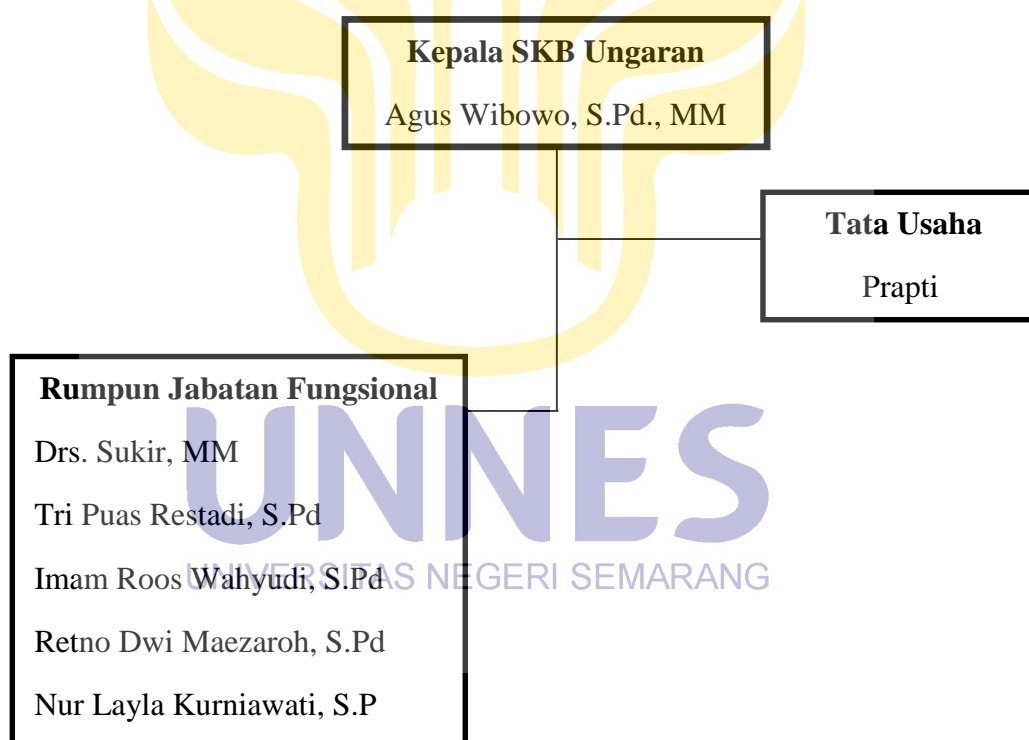 Kepala SKB Ungaran
Agus Wibowo, S.Pd., MM
Tata Usaha
Prapti
Rumpun Jabatan Fungsional
Drs. Sukir, MM
Tri Puas Restadi, S.Pd
Imam Roos Wahyudi, S.Pd
Retno Dwi Maezaroh, S.Pd
Nur Layla Kurniawati, S.P
UNNES
UNIVERSITAS NEGERI SEMARANG